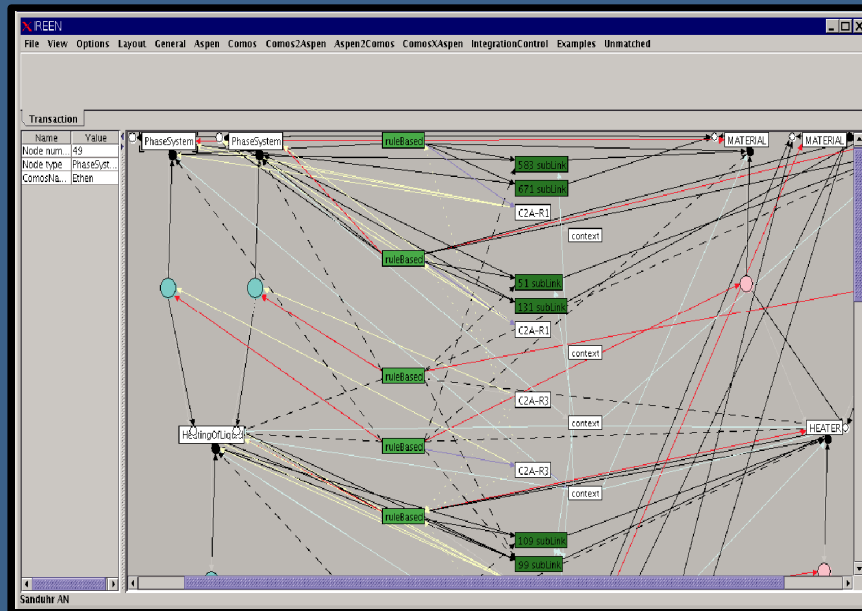 IREEN
File View Options Layout General Aspen Comos Comos2Aspen Aspen2Comos ComosXAspen IntegrationControl Examples Unmatched
Transaction
Name Value
Node num... 49
Node type PhaseSyst...
ComosNa... Ethen
PhaseSystem PhaseSystem ruleBased MATERIAL MATERIAL
583 subLink
671 subLink
C2A-R1
context
ruleBased
51 subLink
131 subLink
C2A-R1
context
ruleBased
C2A-R3
context
HEATER
HeatingOfLiquid
ruleBased
C2A-R3
context
ruleBased
109 subLink
99 subLink
Sanduhr AN